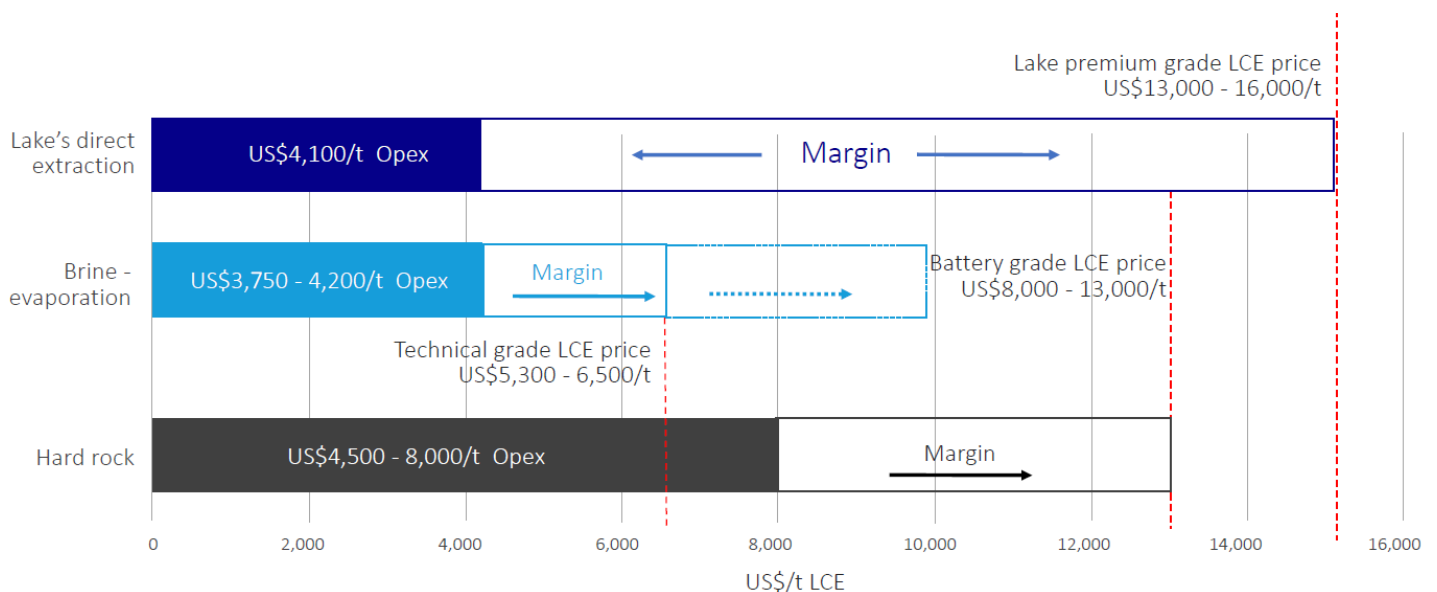 Lake premium grade LCE price
US$13,000 - 16,000/t
Lake's direct
extraction
US$4,100/t Opex
Margin
Brine -
evaporation
US$3,750 - 4,200/t Opex
Margin
Battery grade LCE price
US$8,000 - 13,000/t
Technical grade LCE price
US$5,300 - 6,500/t
Hard rock
US$4,500 - 8,000/t Opex
Margin
0 2,000 4,000 6,000 8,000 10,000 12,000 14,000 16,000
US$/t LCE